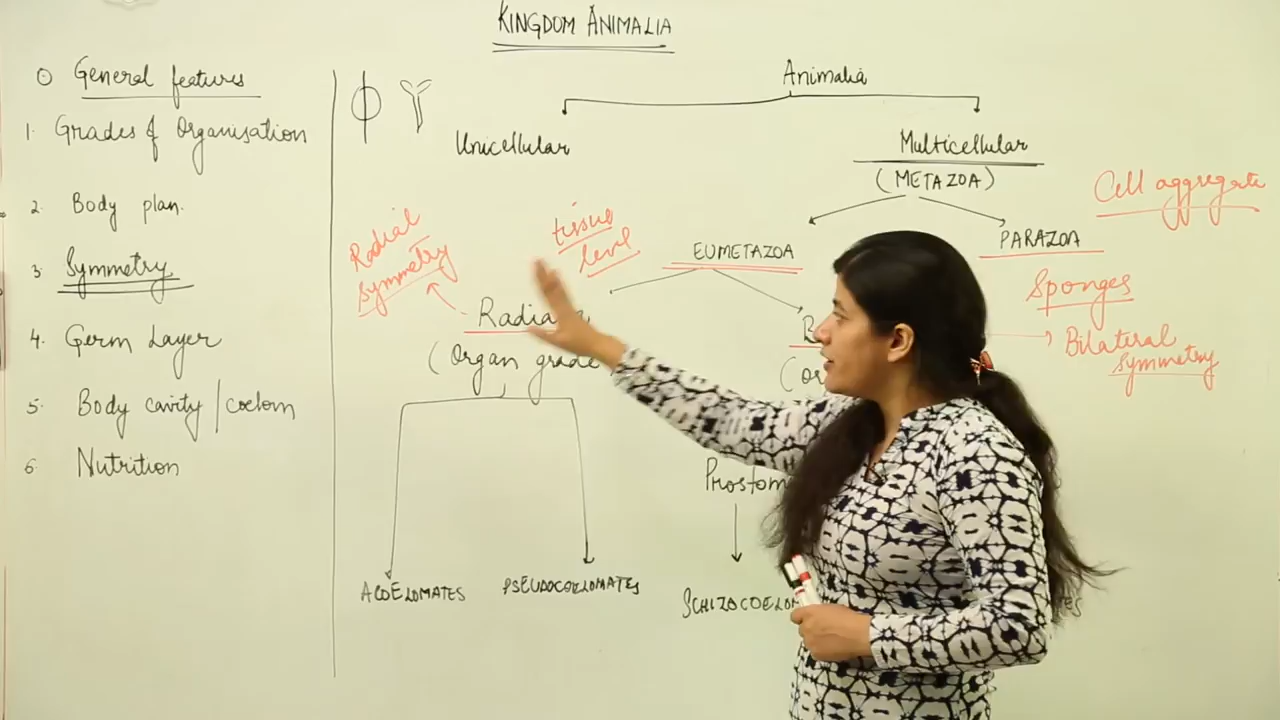 KINGDOM ANIMALIA
⊙ General features
1. Grades of Organisation
2. Body plan.
3. Symmetry
4. Germ Layer
5. Body cavity / coelom
6. Nutrition
Animalia
Unicellular
Multicellular
(METAZOA)
Cell aggregate
EUMETAZOA
PARAZOA
Sponges
tissue
level
Radial
Symmetry
(Organ grade
Bilateral
Symmetry
ACOELOMATES
PSEUDOCOELOMATES